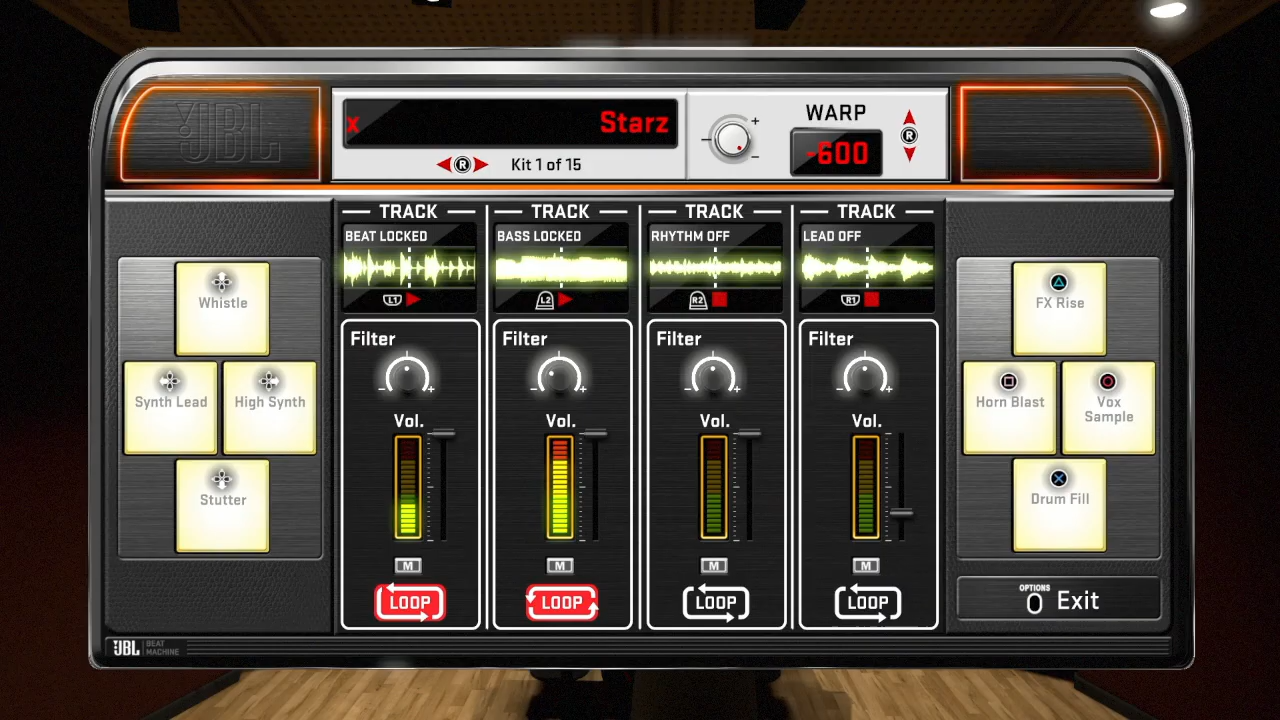 JBL
x Starz
R Kit 1 of 15
WARP
-600
R
TRACK
BEAT LOCKED
L1
TRACK
BASS LOCKED
L2
TRACK
RHYTHM OFF
R2
TRACK
LEAD OFF
R1
Whistle
Synth Lead
High Synth
Stutter
Filter
Vol.
M
LOOP
Filter
Vol.
M
LOOP
Filter
Vol.
M
LOOP
Filter
Vol.
M
LOOP
FX Rise
Horn Blast
Vox
Sample
Drum Fill
OPTIONS
Exit
JBL BEAT
MACHINE